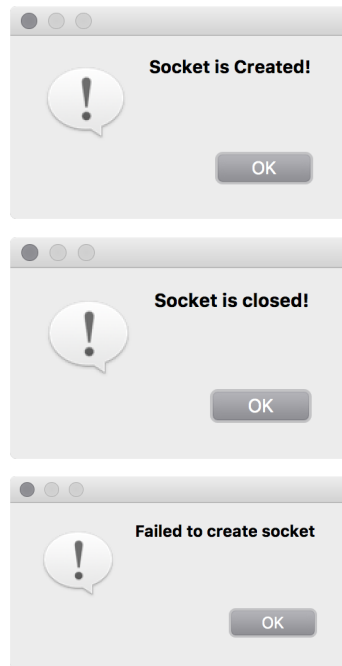 Socket is Created!
OK
Socket is closed!
OK
Failed to create socket
OK